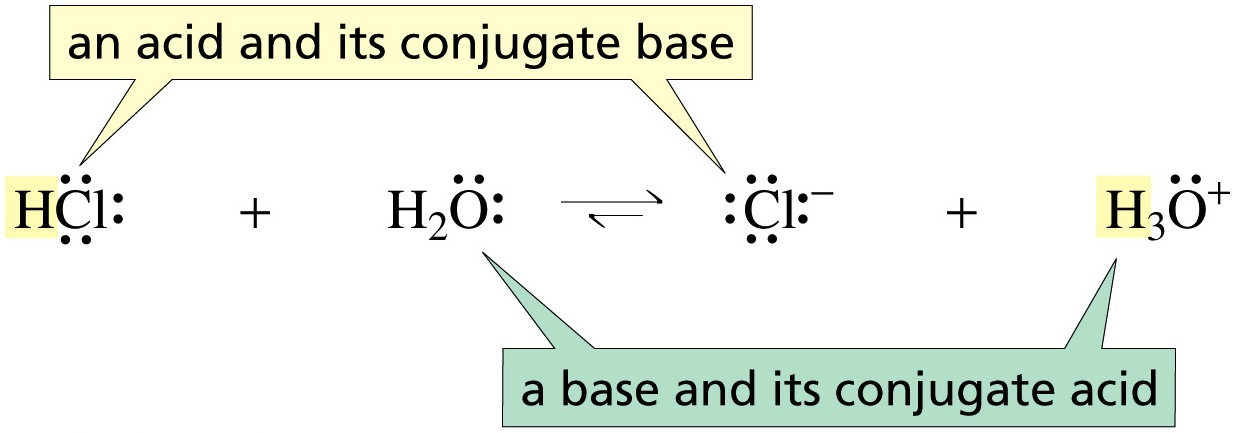 an acid and its conjugate base
HCl + H₂O ⇌ Cl⁻ + H₃O⁺
a base and its conjugate acid